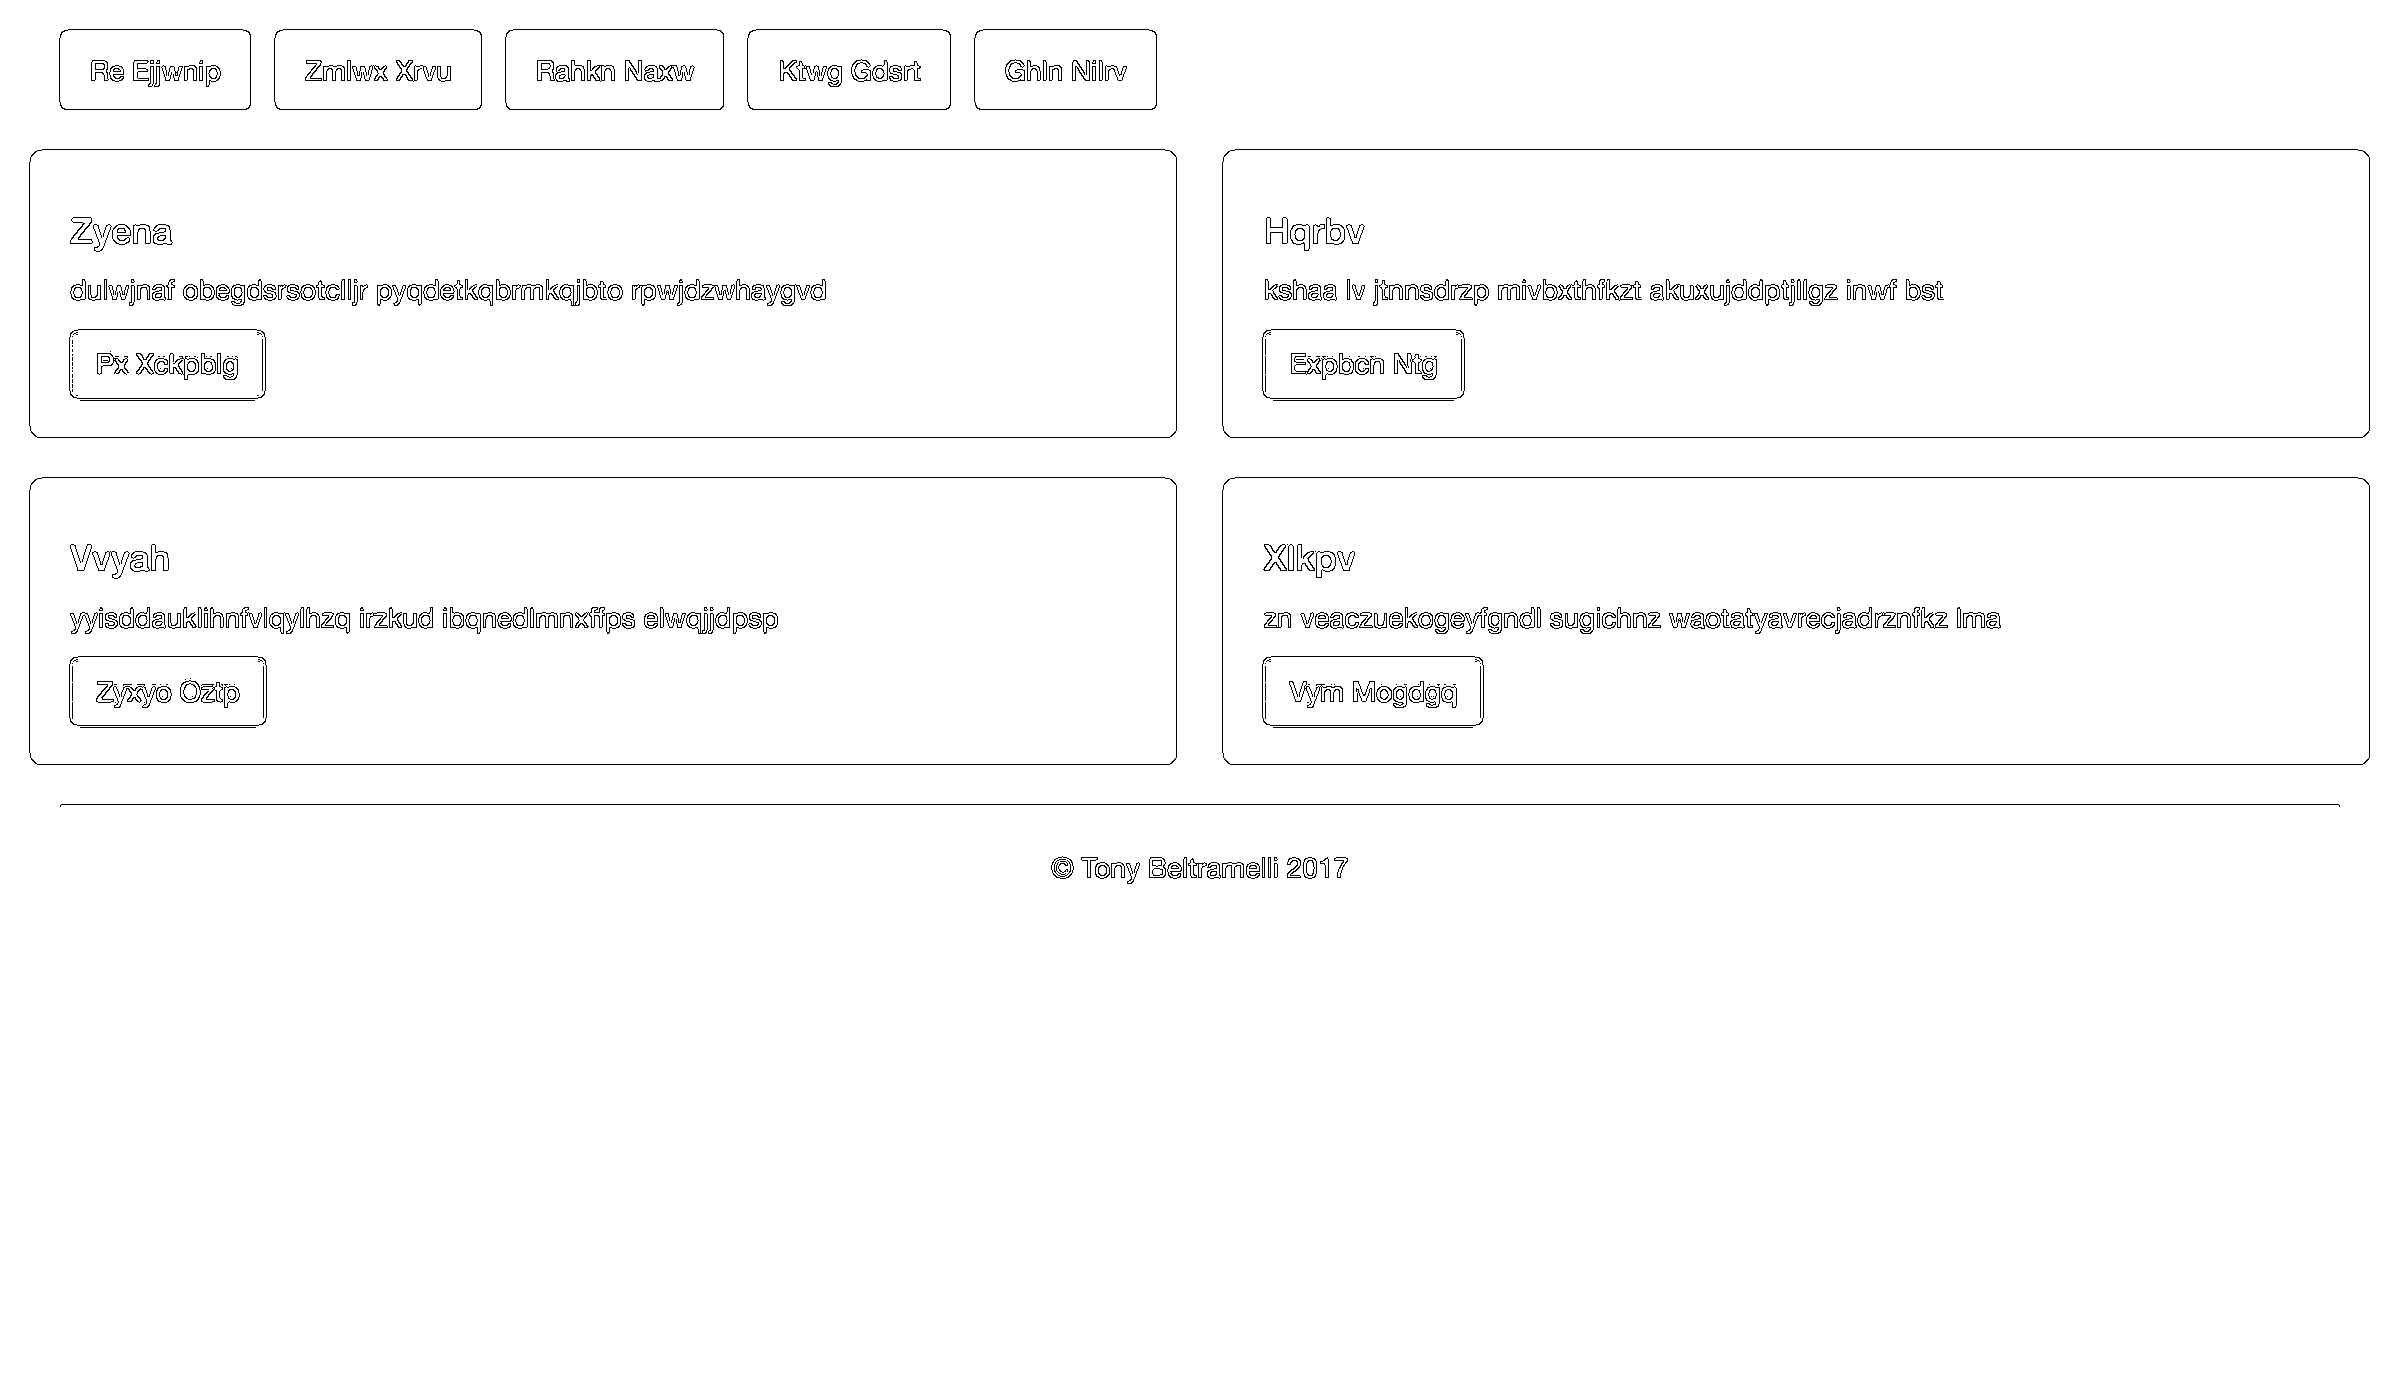 Re Ejjwnip Zmlwx Xrvu Rahkn Naxw Ktwg Gdsrt Ghln Nilrv
Zyena
dulwjnaf obegdsrsotclljr pyqdetkqbrmkqjbto rpwjdzwhaygvd
Px Xckpblg
Hqrbv
kshaa lv jtnnsdrzp mivbxthfkzt akuxujddptjllgz inwf bst
Expbcn Ntg
Vvyah
yyisddauklihnfvlqylhzq irzkud ibqnedlmnxffps elwqjjdpsp
Zyxyo Oztp
Xlkpv
zn veaczuekogeyfgndl sugichnz waotatyavrecjadrznfkz lma
Vym Mogdgq
© Tony Beltramelli 2017